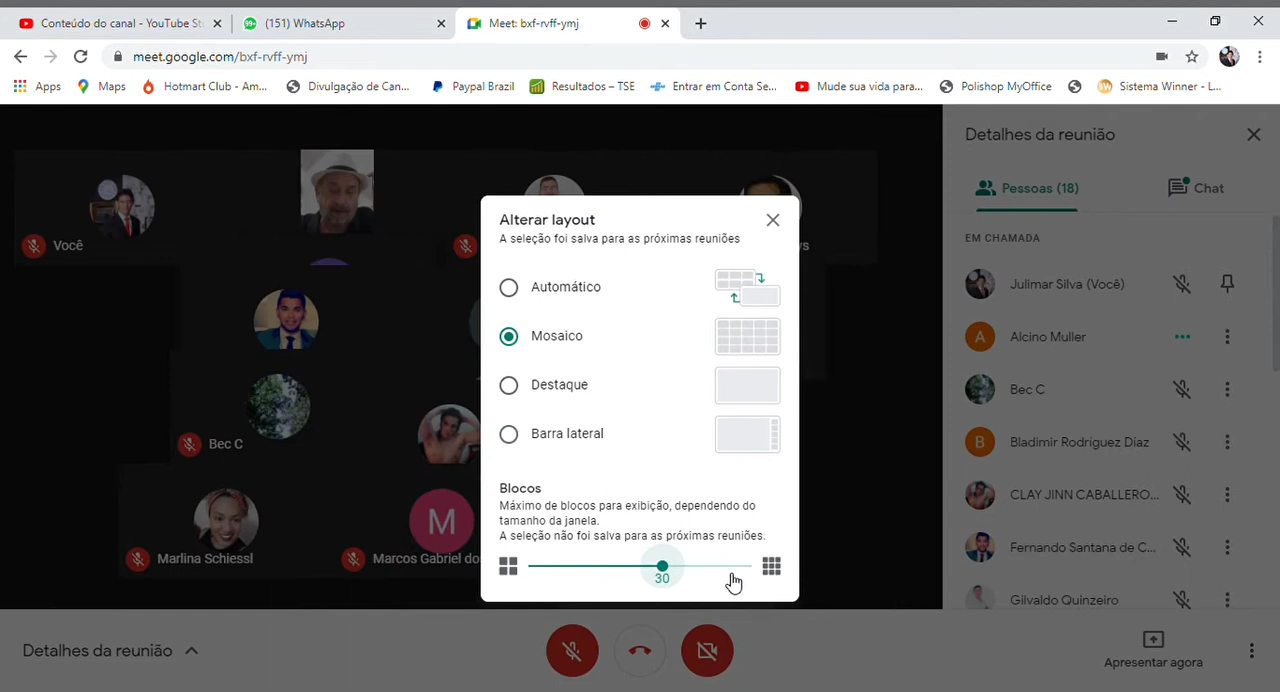 Conteúdo do canal - YouTube St
99+
(151) WhatsApp
Meet: bxf-rvff-ymj
meet.google.com/bxf-rvff-ymj
Apps
Maps
Hotmart Club - Am...
Divulgação de Can...
Paypal Brazil
Resultados – TSE
Entrar em Conta Se...
Mude sua vida para...
Polishop MyOffice
Sistema Winner - L...
Você
Bec C
Marlina Schiessl
M
Marcos Gabriel do
Alterar layout
A seleção foi salva para as próximas reuniões
Automático
Mosaico
Destaque
Barra lateral
Blocos
Máximo de blocos para exibição, dependendo do
tamanho da janela.
A seleção não foi salva para as próximas reuniões.
30
Detalhes da reunião
Pessoas (18)
Chat
EM CHAMADA
Julimar Silva (Você)
A
Alcino Muller
Bec C
B
Bladimir Rodríguez Díaz
CLAY JINN CABALLERO...
Fernando Santana de C...
Gilvaldo Quinzeiro
Detalhes da reunião
Apresentar agora